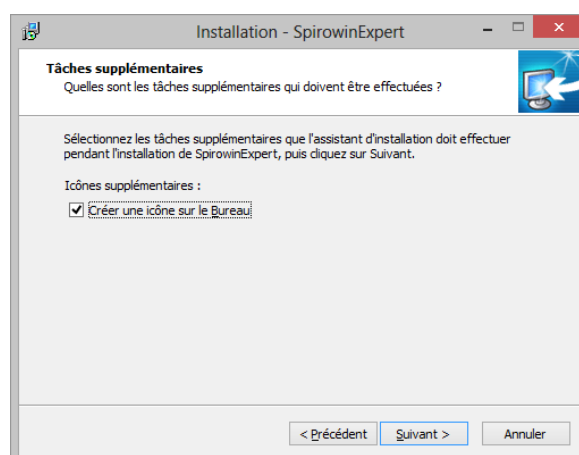 Installation - SpirowinExpert
Tâches supplémentaires
Quelles sont les tâches supplémentaires qui doivent être effectuées ?
Sélectionnez les tâches supplémentaires que l'assistant d'installation doit effectuer
pendant l'installation de SpirowinExpert, puis cliquez sur Suivant.
Icônes supplémentaires :
Créer une icône sur le Bureau
< Précédent Suivant > Annuler